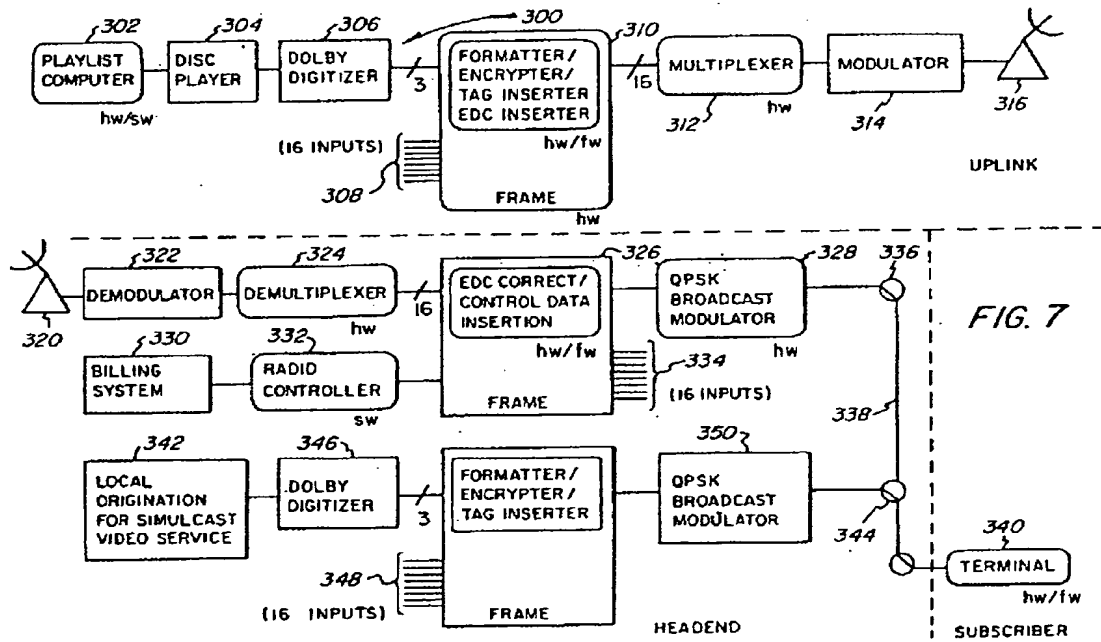 302
304
306
300
310
PLAYLIST
COMPUTER
hw/sw
DISC
PLAYER
DOLBY
DIGITIZER
3
FORMATTER/
ENCRYPTER/
TAG INSERTER
EDC INSERTER
hw/fw
(16 INPUTS)
308
FRAME
hw
16
MULTIPLEXER
312
hw
MODULATOR
314
316
UPLINK
320
322
DEMODULATOR
324
DEMULTIPLEXER
hw
16
326
EDC CORRECT/
CONTROL DATA
INSERTION
hw/fw
FRAME
328
QPSK
BROADCAST
MODULATOR
hw
336
FIG. 7
330
BILLING
SYSTEM
332
RADIO
CONTROLLER
sw
334
(16 INPUTS)
338
342
LOCAL
ORIGINATION
FOR SIMULCAST
VIDEO SERVICE
346
DOLBY
DIGITIZER
3
FORMATTER/
ENCRYPTER/
TAG INSERTER
348
(16 INPUTS)
FRAME
350
QPSK
BROADCAST
MODULATOR
344
340
TERMINAL
hw/fw
HEADEND
SUBSCRIBER